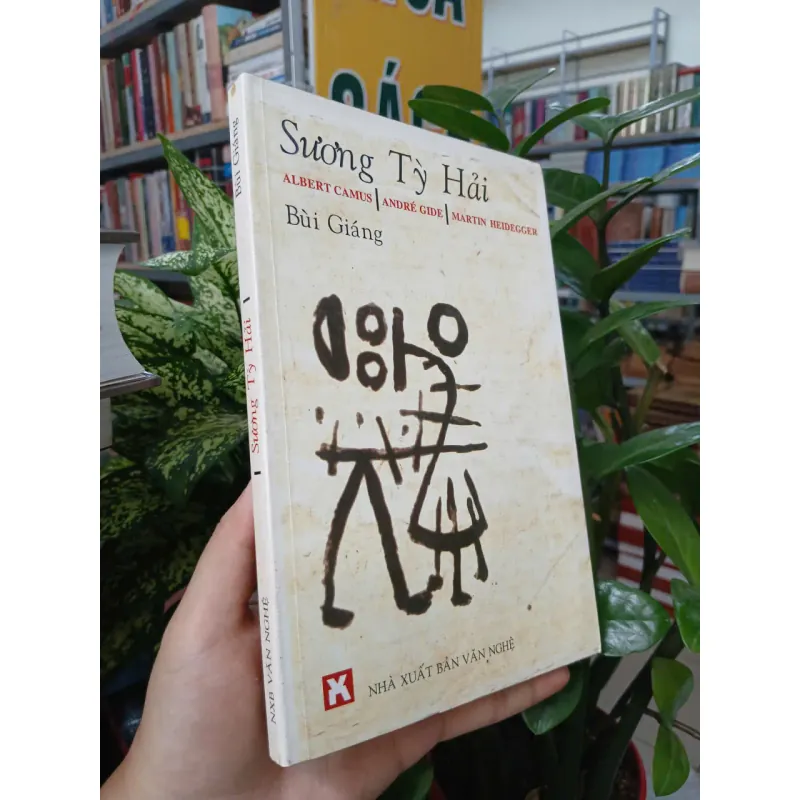 SÁC
Sương Tỳ Hải
ALBERT CAMUS | ANDRÉ GIDE | MARTIN HEIDEGGER
Bùi Giáng
NHÀ XUẤT BẢN VĂN NGHỆ
Bùi Giáng
Sương Tỳ Hải
NXB VĂN NGHỆ